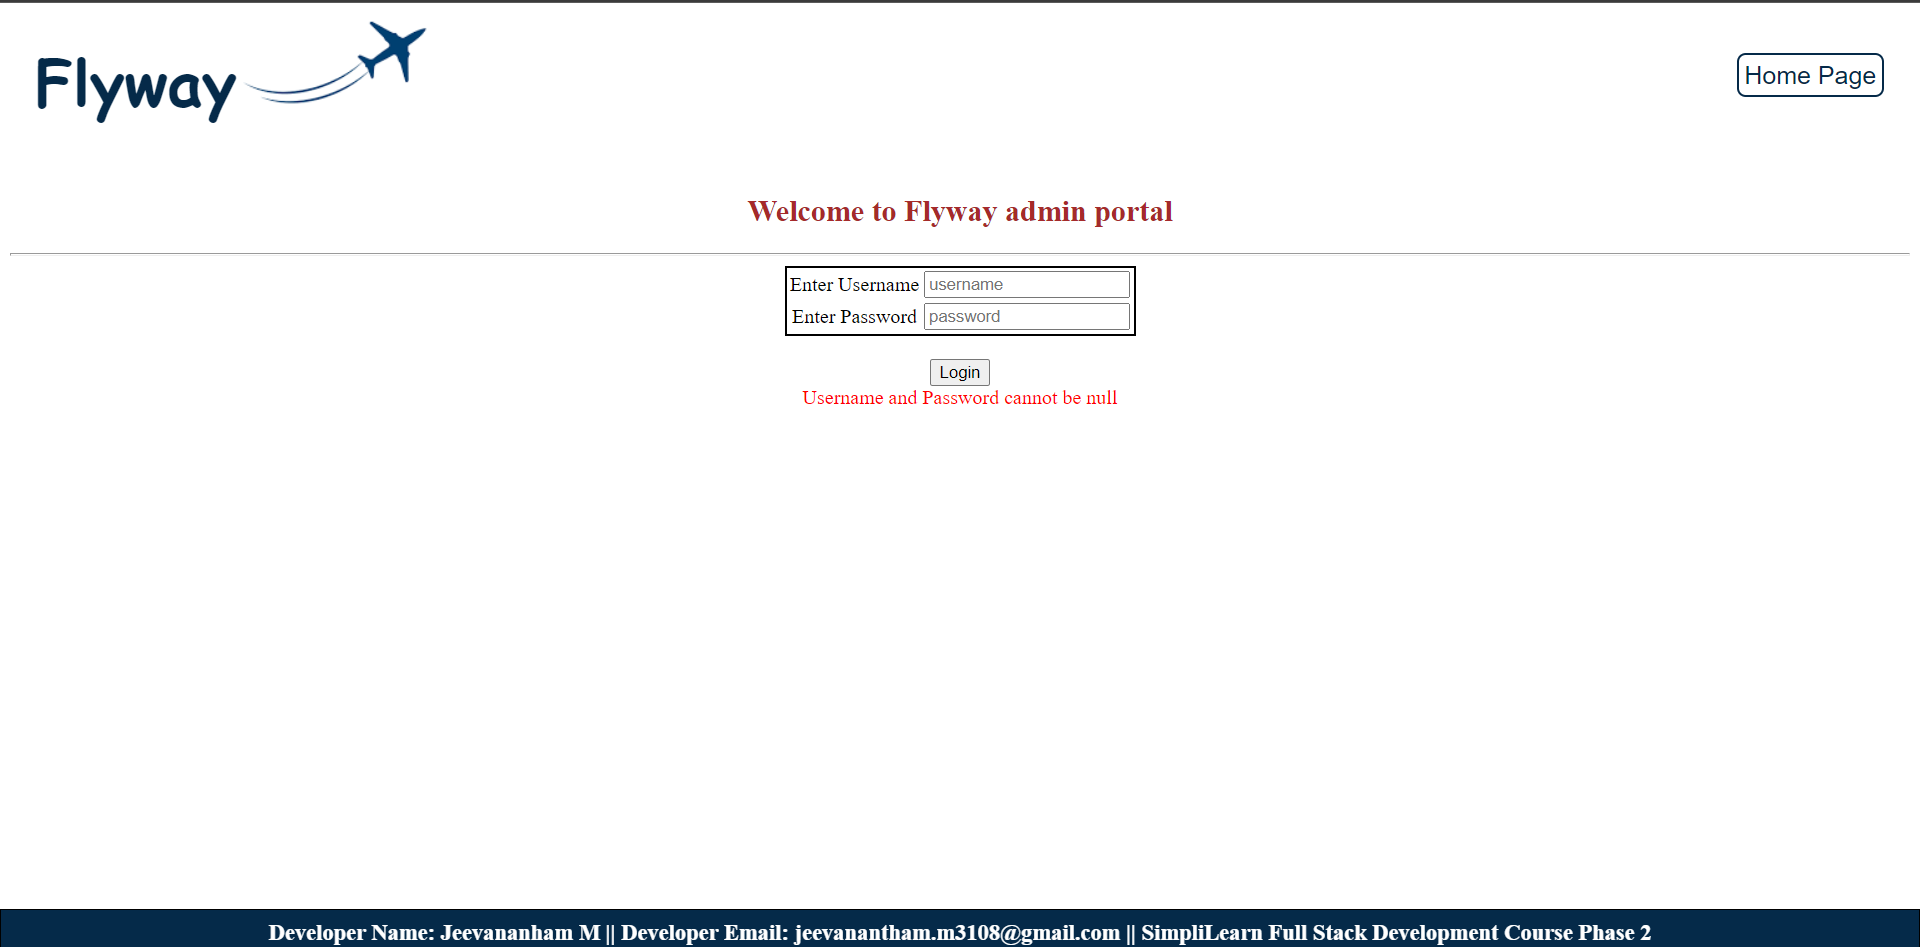 Flyway
Home Page
Welcome to Flyway admin portal
Enter Username username
Enter Password password
Login
Username and Password cannot be null
Developer Name: Jeevananham M || Developer Email: jeevanantham.m3108@gmail.com || SimpliLearn Full Stack Development Course Phase 2